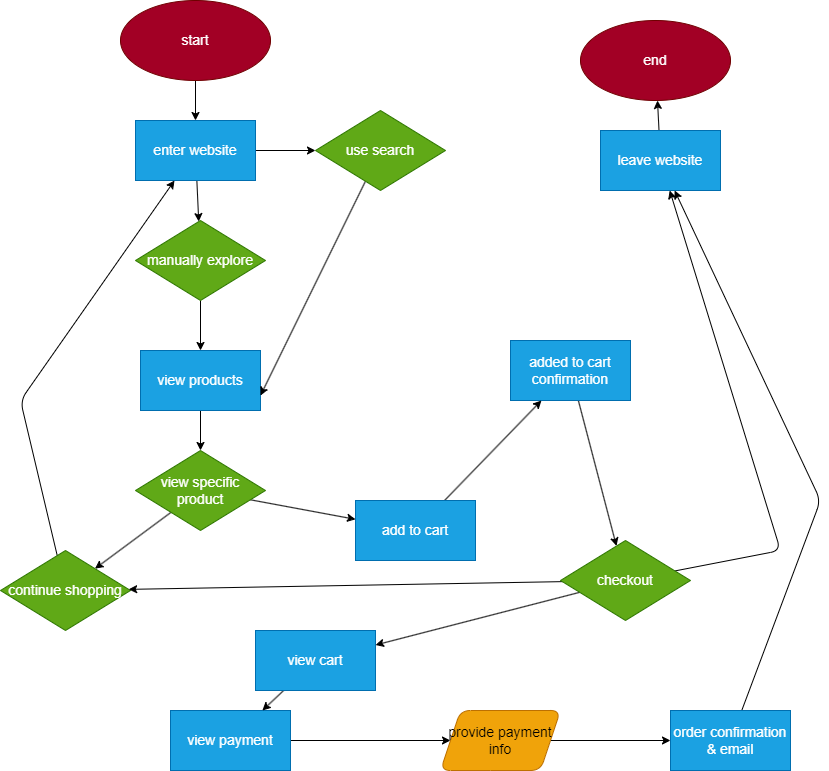 start
end
enter website
use search
leave website
manually explore
view products
added to cart
confirmation
view specific
product
add to cart
continue shopping
checkout
view cart
view payment
provide payment
info
order confirmation
& email